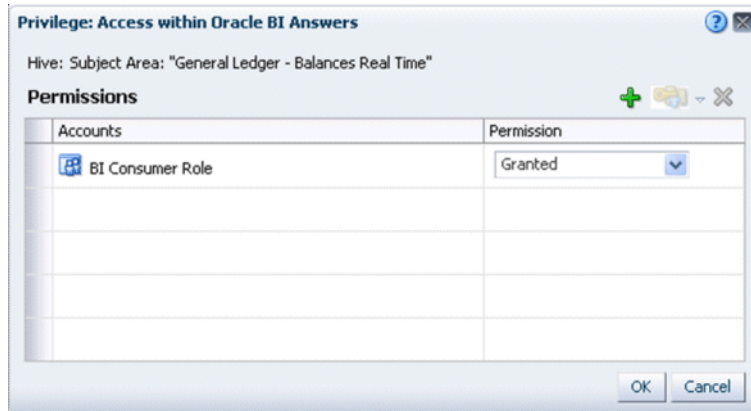 Privilege: Access within Oracle BI Answers
Hive: Subject Area: "General Ledger - Balances Real Time"
Permissions
Accounts Permission
BI Consumer Role Granted
OK Cancel